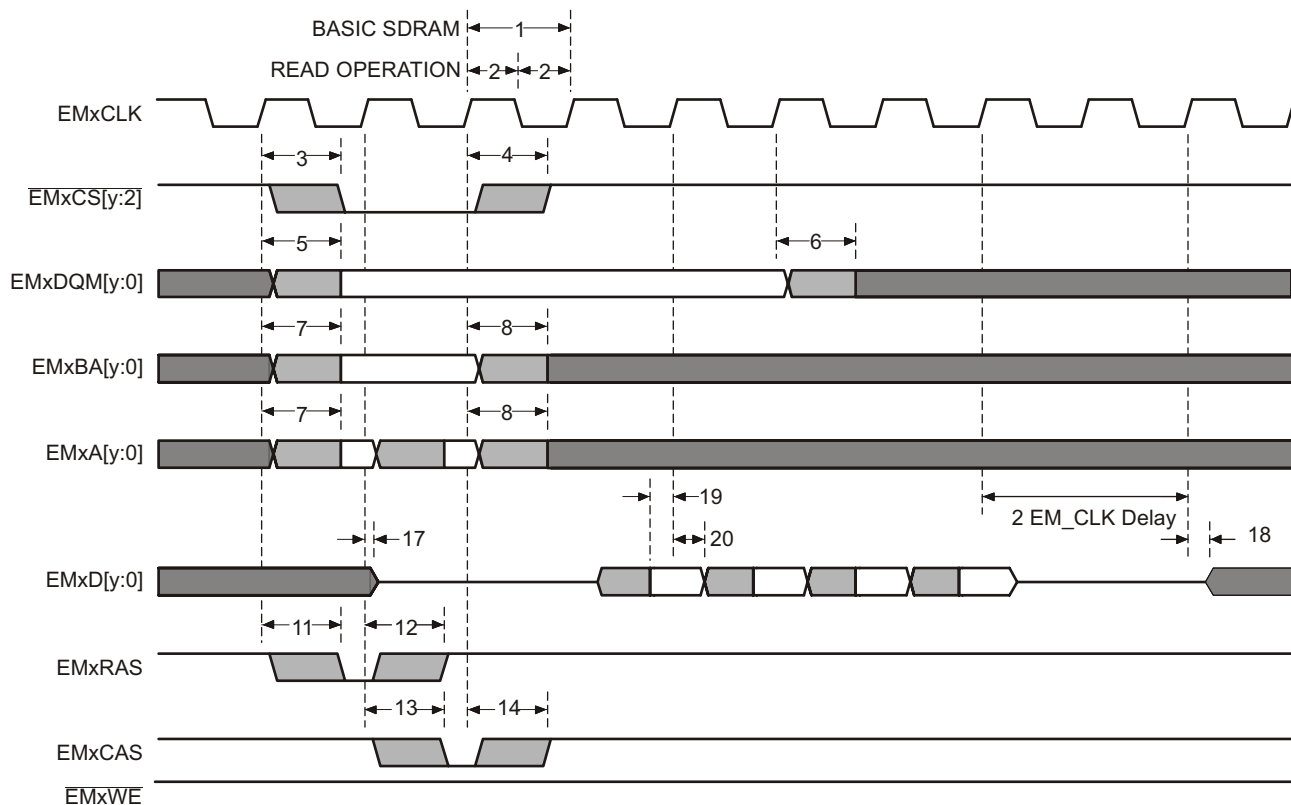 BASIC SDRAM
1
READ OPERATION
2 2
EMxCLK
3 4
EMxCS[y:2]
5 6
EMxDQM[y:0]
7 8
EMxBA[y:0]
7 8
EMxA[y:0]
19
2 EM_CLK Delay
17 20 18
EMxD[y:0]
11 12
EMxRAS
13 14
EMxCAS
EMxWE